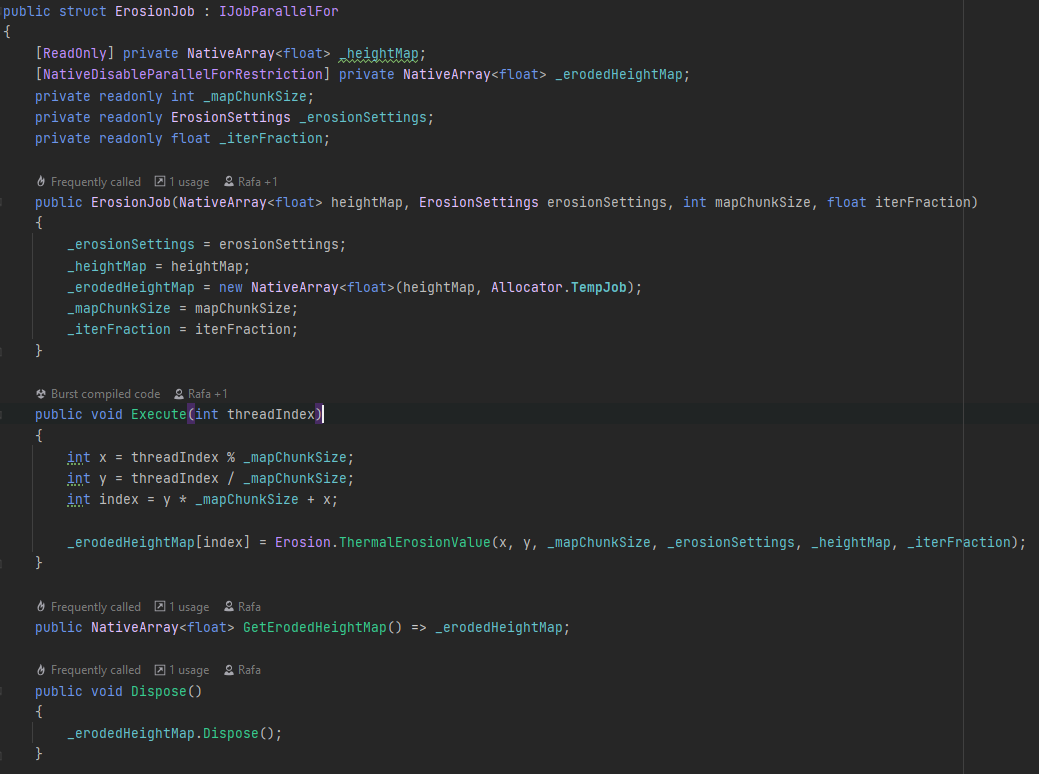 public struct ErosionJob : IJobParallelFor
{
    [ReadOnly] private NativeArray<float> _heightMap;
    [NativeDisableParallelForRestriction] private NativeArray<float> _erodedHeightMap;
    private readonly int _mapChunkSize;
    private readonly ErosionSettings _erosionSettings;
    private readonly float _iterFraction;
    Frequently called 1 usage Rafa +1
    public ErosionJob(NativeArray<float> heightMap, ErosionSettings erosionSettings, int mapChunkSize, float iterFraction)
    {
        _erosionSettings = erosionSettings;
        _heightMap = heightMap;
        _erodedHeightMap = new NativeArray<float>(heightMap, Allocator.TempJob);
        _mapChunkSize = mapChunkSize;
        _iterFraction = iterFraction;
    }
    Burst compiled code Rafa +1
    public void Execute(int threadIndex)
    {
        int x = threadIndex % _mapChunkSize;
        int y = threadIndex / _mapChunkSize;
        int index = y * _mapChunkSize + x;
        _erodedHeightMap[index] = Erosion.ThermalErosionValue(x, y, _mapChunkSize, _erosionSettings, _heightMap, _iterFraction);
    }
    Frequently called 1 usage Rafa
    public NativeArray<float> GetErodedHeightMap() => _erodedHeightMap;
    Frequently called 1 usage Rafa
    public void Dispose()
    {
        _erodedHeightMap.Dispose();
    }